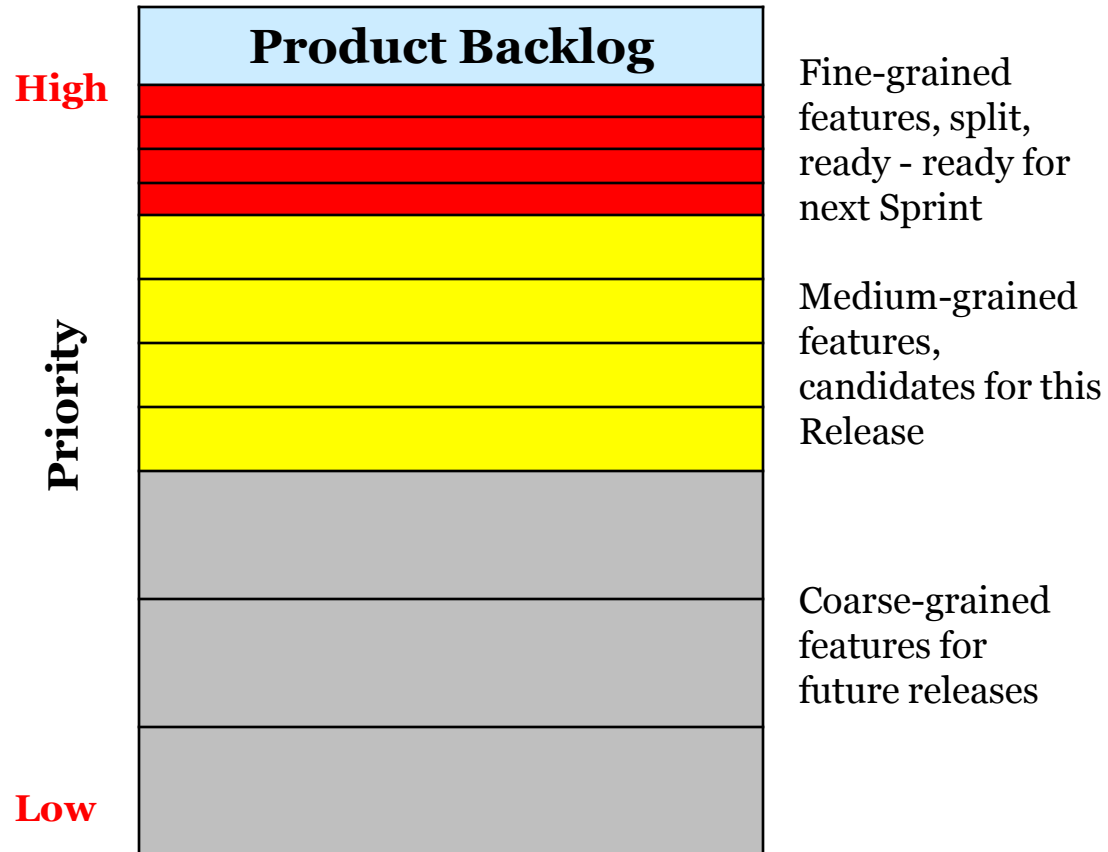 Product Backlog
High
Fine-grained
features, split,
ready - ready for
next Sprint
Priority
Medium-grained
features,
candidates for this
Release
Coarse-grained
features for
future releases
Low